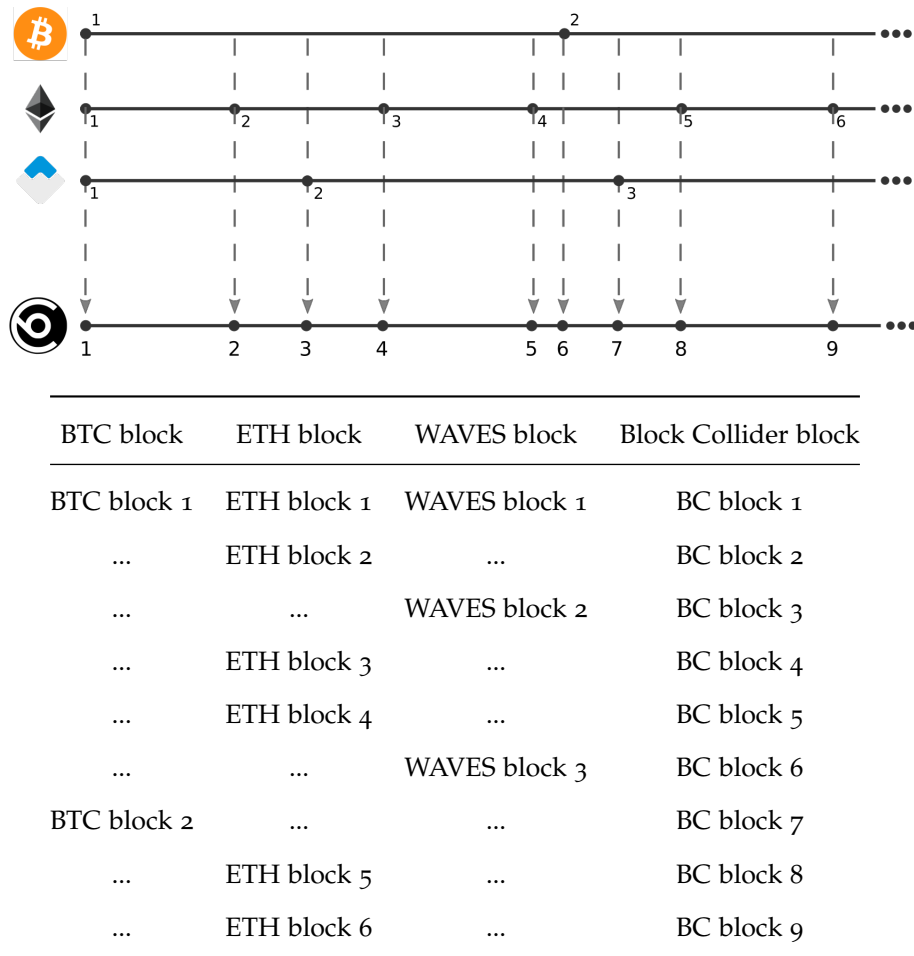 1 2
1 2 3 4 5 6
1 2 3
1 2 3 4 5 6 7 8 9
BTC block ETH block WAVES block Block Collider block
BTC block 1 ETH block 1 WAVES block 1 BC block 1
... ETH block 2 ... BC block 2
... ... WAVES block 2 BC block 3
... ETH block 3 ... BC block 4
... ETH block 4 ... BC block 5
... ... WAVES block 3 BC block 6
BTC block 2 ... ... BC block 7
... ETH block 5 ... BC block 8
... ETH block 6 ... BC block 9